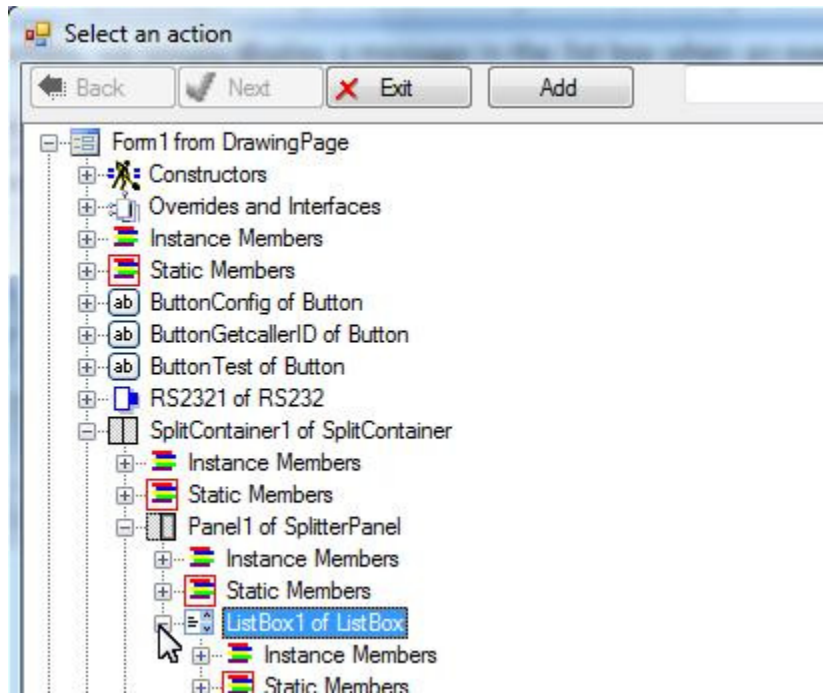 Select an action
Back Next Exit Add
Form1 from DrawingPage
Constructors
Overrides and Interfaces
Instance Members
Static Members
ButtonConfig of Button
ButtonGetcallerID of Button
ButtonTest of Button
RS2321 of RS232
SplitContainer1 of SplitContainer
Instance Members
Static Members
Panel1 of SplitterPanel
Instance Members
Static Members
ListBox1 of ListBox
Instance Members
Static Members